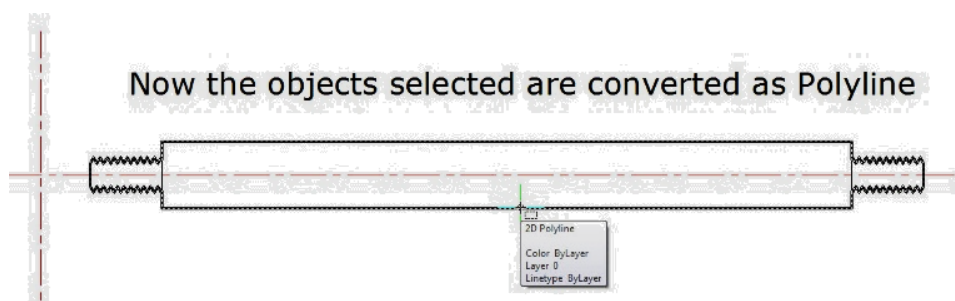 Now the objects selected are converted as Polyline
2D Polyline
Color ByLayer
Layer 0
Linetype ByLayer